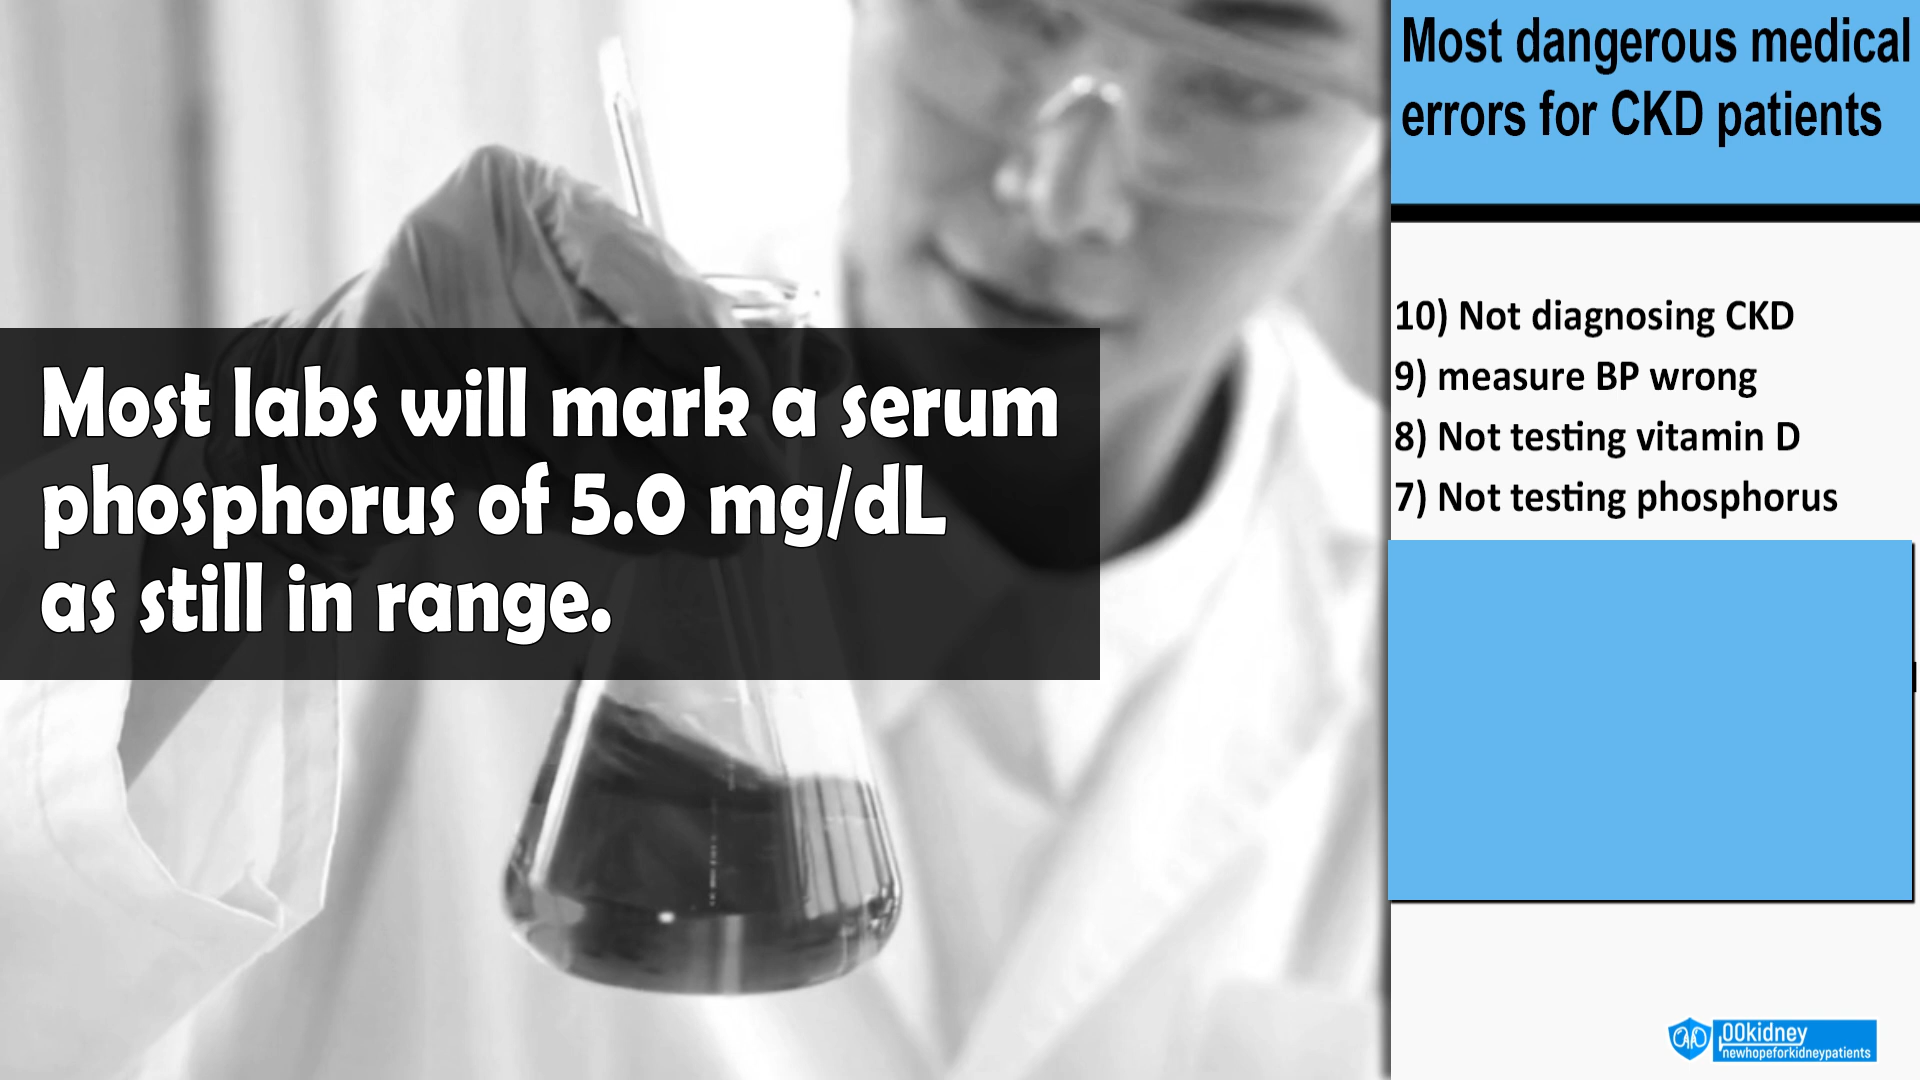 Most dangerous medical
errors for CKD patients
Most labs will mark a serum
phosphorus of 5.0 mg/dL
as still in range.
10) Not diagnosing CKD
9) measure BP wrong
8) Not testing vitamin D
7) Not testing phosphorus
00kidney
newhopeforkidneypatients